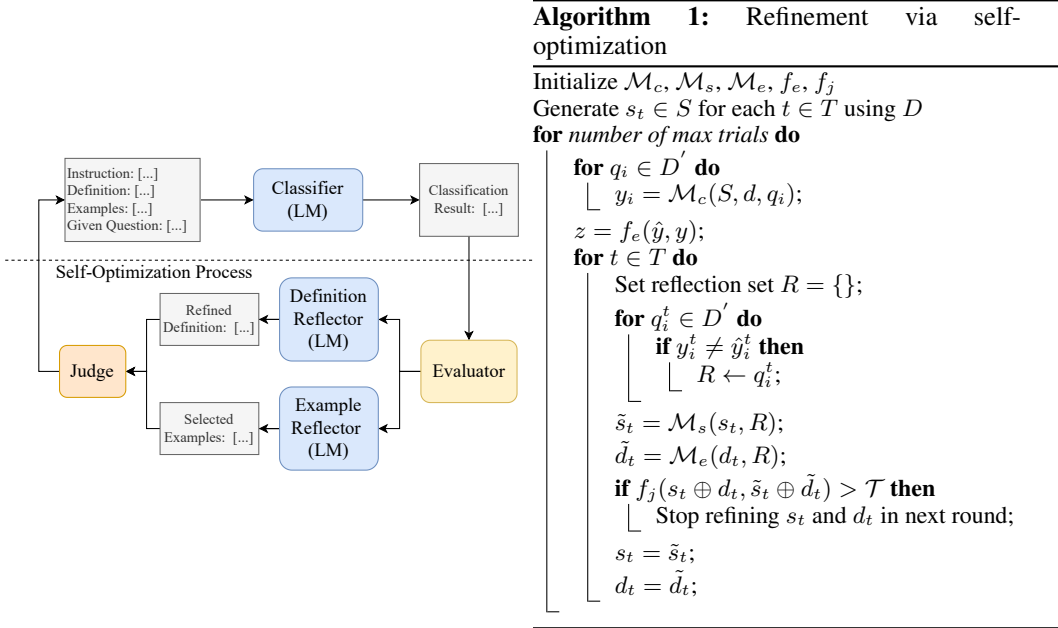 Instruction: [...]
Definition: [...]
Examples: [...]
Given Question: [...]
Classifier
(LM)
Classification
Result: [...]
Self-Optimization Process
Refined
Definition: [...]
Definition
Reflector
(LM)
Judge
Evaluator
Selected
Examples: [...]
Example
Reflector
(LM)
Algorithm 1: Refinement via self-
optimization
Initialize ℳ_c, ℳ_s, ℳ_e, f_e, f_j
Generate s_t ∈ S for each t ∈ T using D
for number of max trials do
for q_i ∈ D′ do
y_i = ℳ_c(S, d, q_i);
z = f_e(ŷ, y);
for t ∈ T do
Set reflection set R = {};
for q_i^t ∈ D′ do
if y_i^t ≠ ŷ_i^t then
R ← q_i^t;
s̃_t = ℳ_s(s_t, R);
d̃_t = ℳ_e(d_t, R);
if f_j(s_t ⊕ d_t, s̃_t ⊕ d̃_t) > 𝒯 then
Stop refining s_t and d_t in next round;
s_t = s̃_t;
d_t = d̃_t;